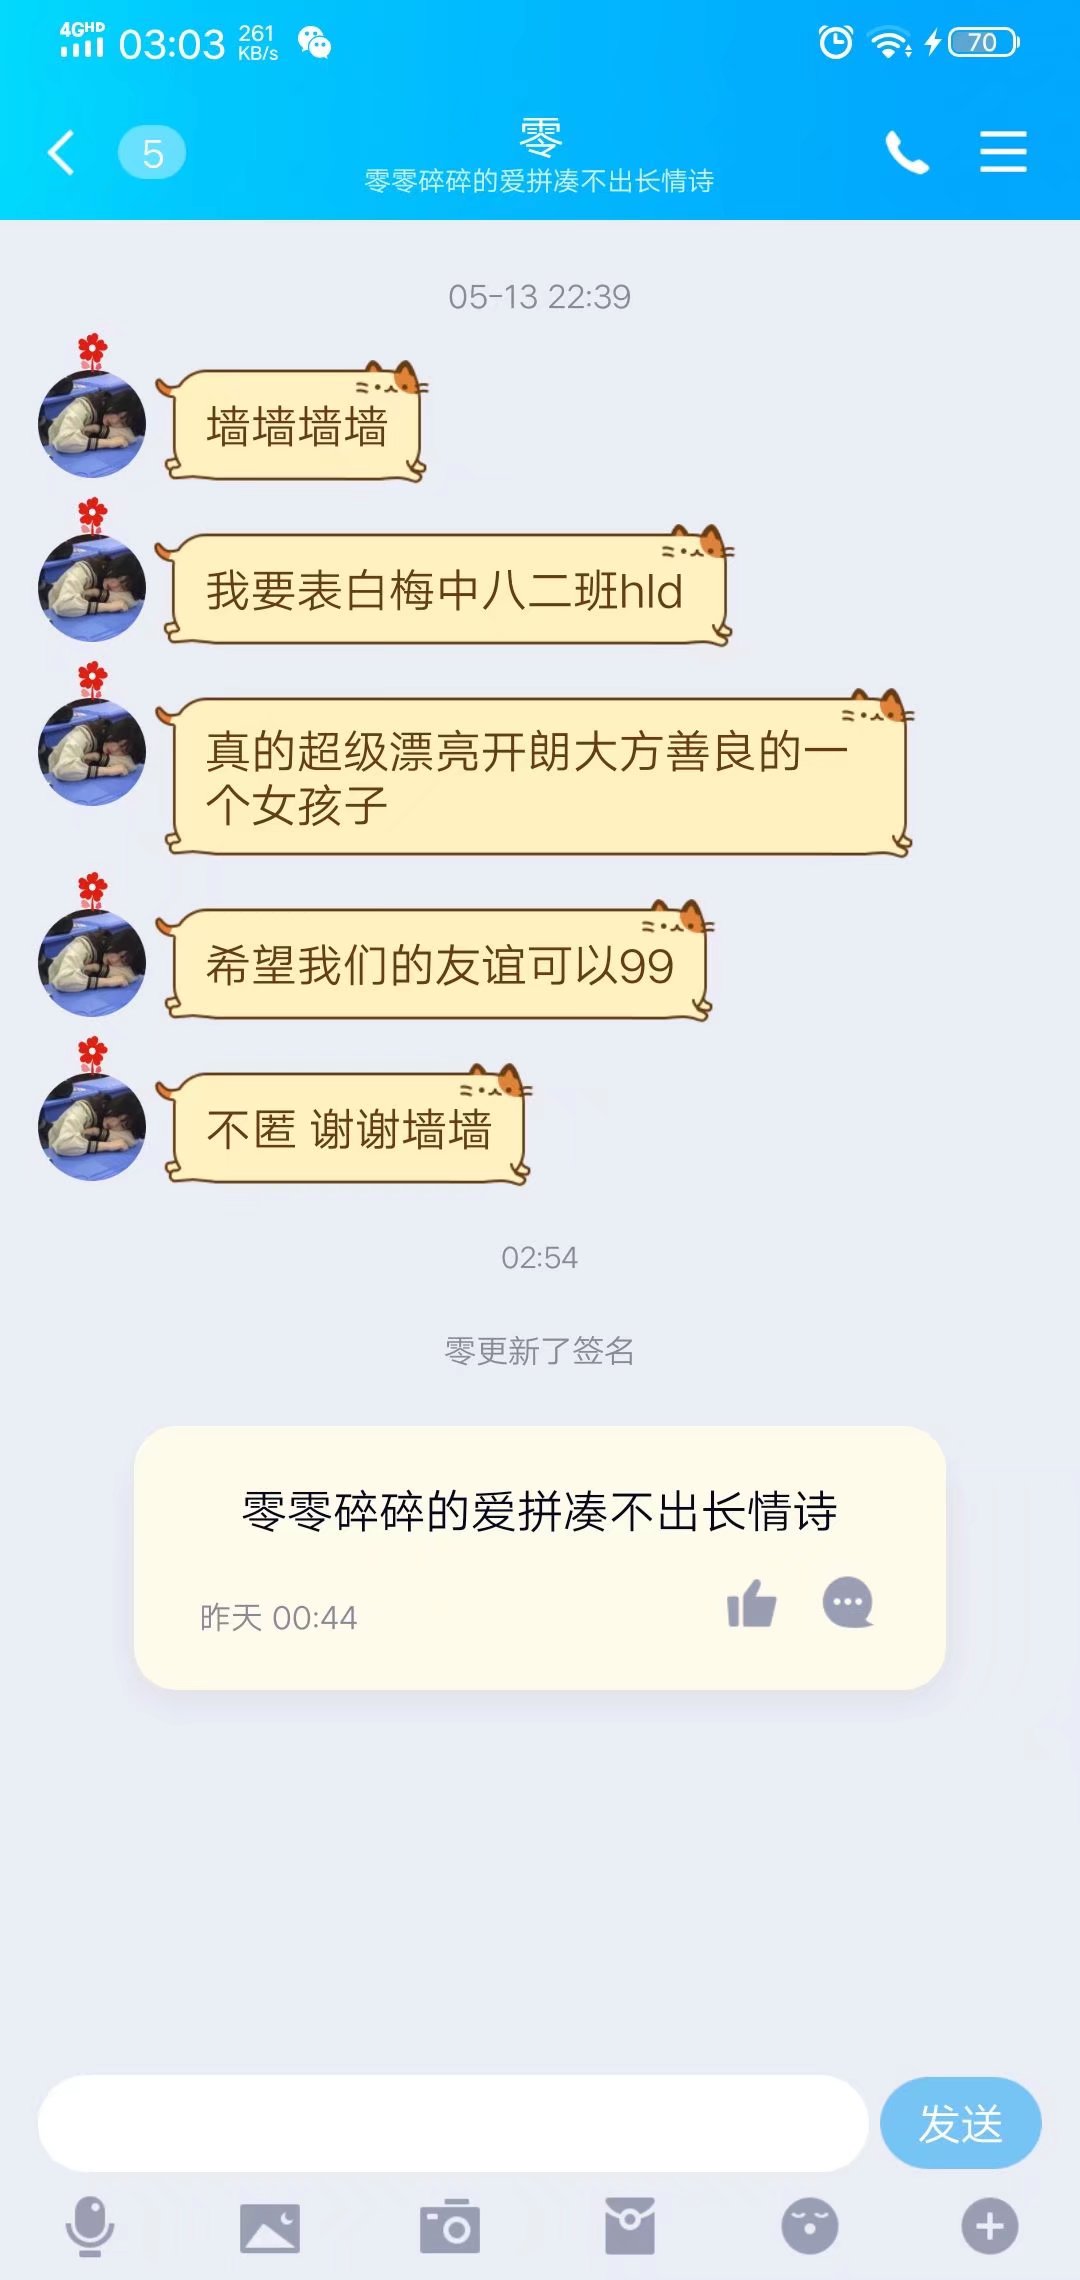 4GHD 03:03 261 KB/s 70
5
零
零零碎碎的爱拼凑不出长情诗
05-13 22:39
墙墙墙墙
我要表白梅中八二班hld
真的超级漂亮开朗大方善良的一
个女孩子
希望我们的友谊可以99
不匿 谢谢墙墙
02:54
零更新了签名
零零碎碎的爱拼凑不出长情诗
昨天 00:44
发送